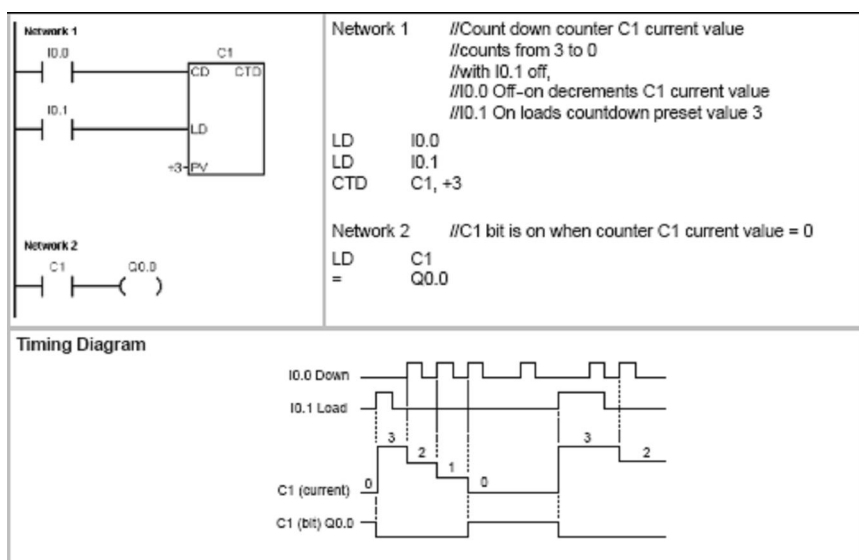 Network 1
I0.0
C1
CD CTD
I0.1
LD
+3 PV
Network 2
C1 Q0.0
Network 1 //Count down counter C1 current value
//counts from 3 to 0
//with I0.1 off,
//I0.0 Off-on decrements C1 current value
//I0.1 On loads countdown preset value 3
LD I0.0
LD I0.1
CTD C1, +3
Network 2 //C1 bit is on when counter C1 current value = 0
LD C1
= Q0.0
Timing Diagram
I0.0 Down
I0.1 Load
3 3
2 2
1
C1 (current) 0 0
C1 (bit) Q0.0